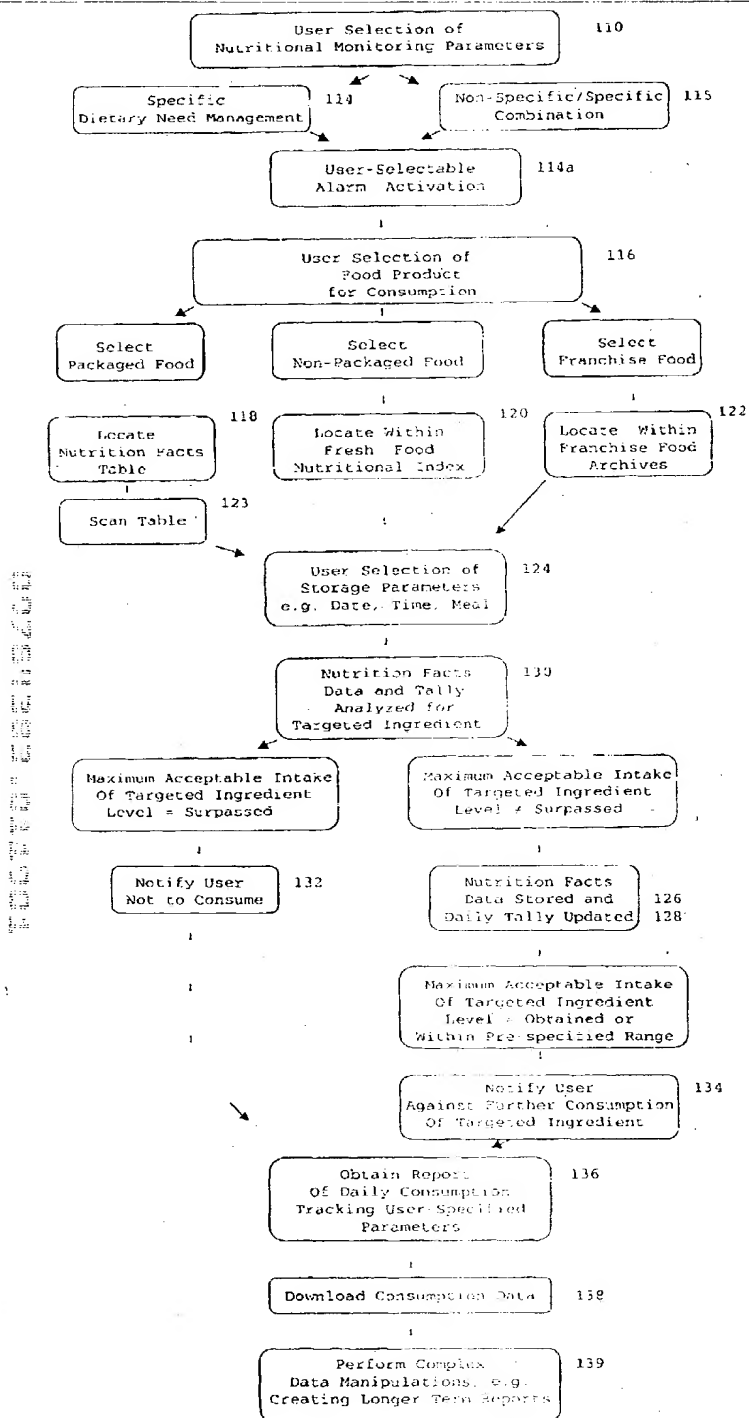 User Selection of
Nutritional Monitoring Parameters
110
Specific
Dietary Need Management
114
Non-Specific/Specific
Combination
115
User-Selectable
Alarm Activation
114a
User Selection of
Food Product
for Consumption
116
Select
Packaged Food
Select
Non-Packaged Food
Select
Franchise Food
118
Locate
Nutrition Facts
Table
120
Locate Within
Fresh Food
Nutritional Index
122
Locate Within
Franchise Food
Archives
123
Scan Table
User Selection of
Storage Parameters
e.g. Date, Time, Meal
124
Nutrition Facts
Data and Tally
Analyzed for
Targeted Ingredient
130
Maximum Acceptable Intake
Of Targeted Ingredient
Level = Surpassed
Maximum Acceptable Intake
Of Targeted Ingredient
Level ≠ Surpassed
Notify User
Not to Consume
132
Nutrition Facts
Data Stored and
Daily Tally Updated
126
128
Maximum Acceptable Intake
Of Targeted Ingredient
Level = Obtained or
Within Pre-specified Range
Notify User
Against Further Consumption
Of Targeted Ingredient
134
Obtain Report
Of Daily Consumption
Tracking User-Specified
Parameters
136
Download Consumption Data
138
Perform Complex
Data Manipulations, e.g.
Creating Longer Term Reports
139